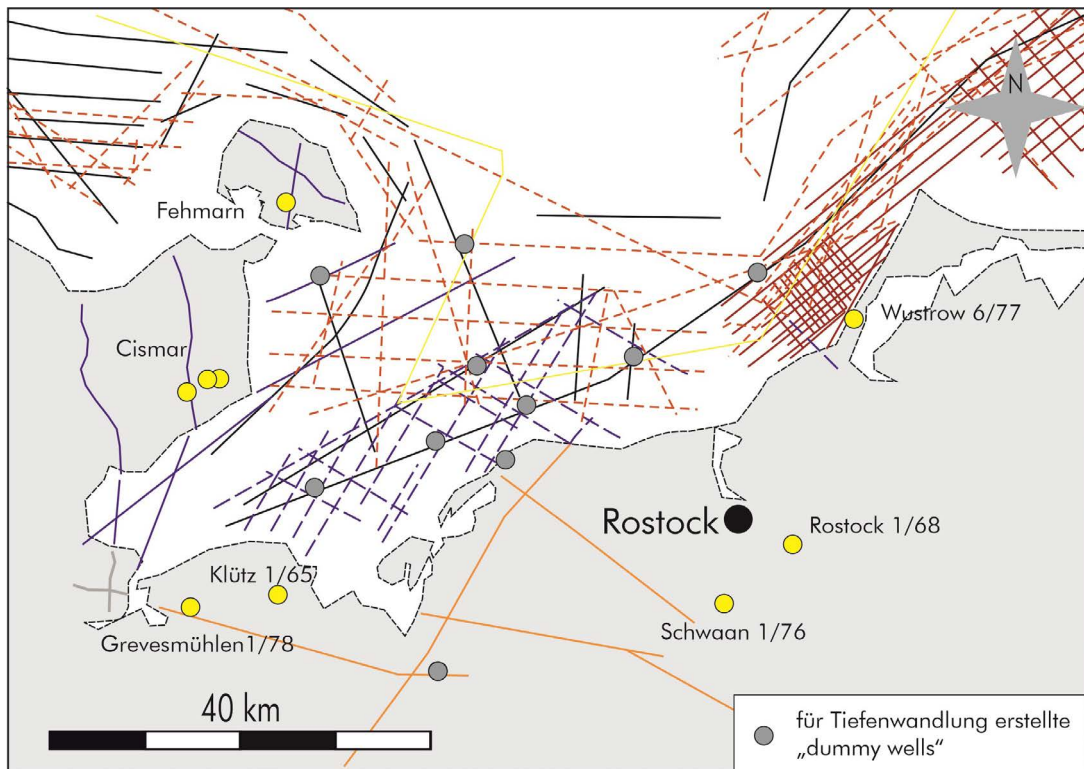 N
Fehmarn
Wustrow 6/77
Cismar
Rostock
Rostock 1/68
Klütz 1/65
Schwaan 1/76
Grevesmühlen1/78
40 km
für Tiefenwandlung erstellte
„dummy wells“